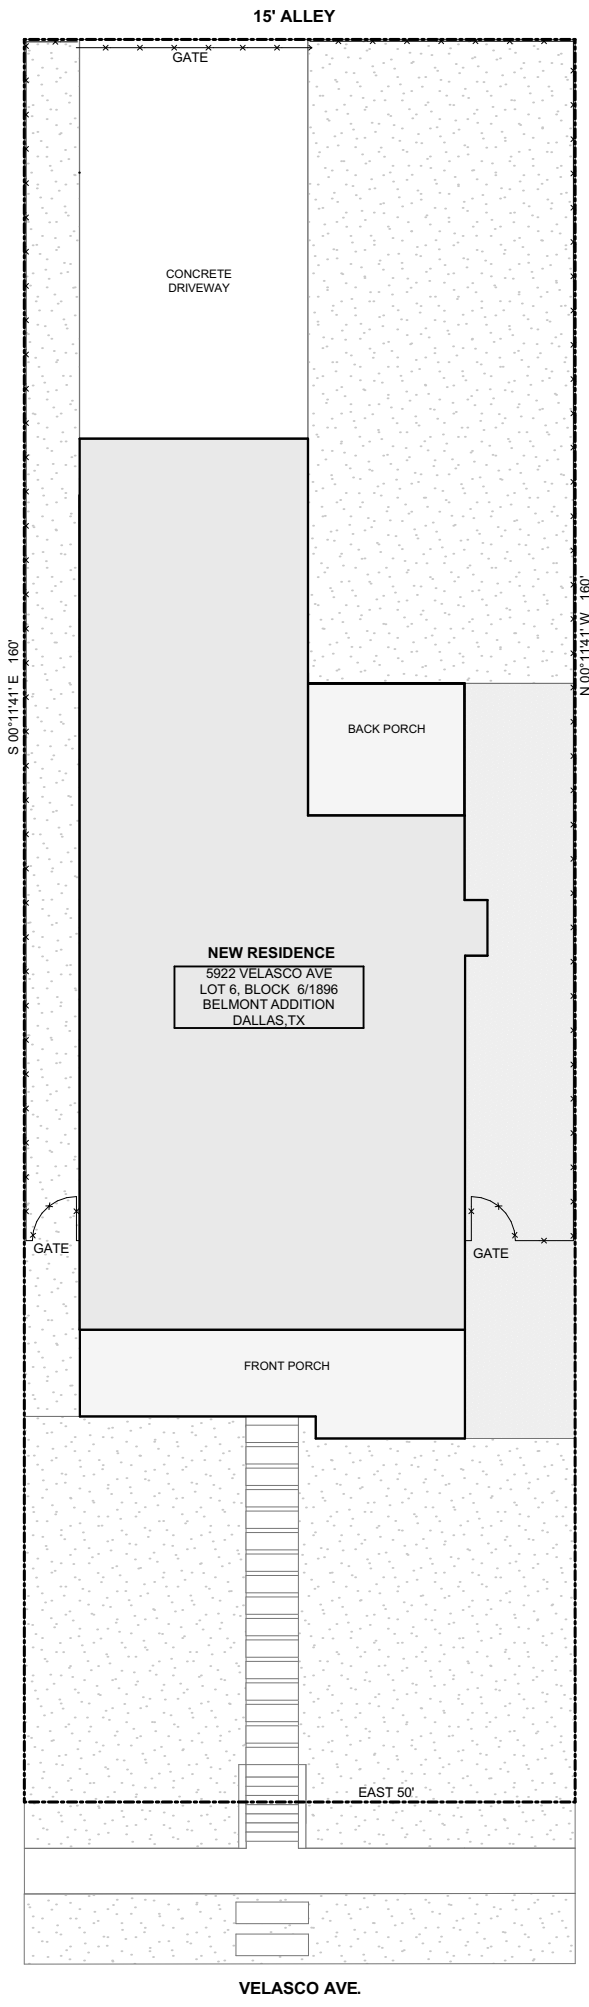 15' ALLEY
GATE
CONCRETE
DRIVEWAY
S 00°11'41' E 160'
N 00°11'41' W 160'
BACK PORCH
NEW RESIDENCE
5922 VELASCO AVE
LOT 6, BLOCK 6/1896
BELMONT ADDITION
DALLAS,TX
GATE
GATE
FRONT PORCH
EAST 50'
VELASCO AVE.